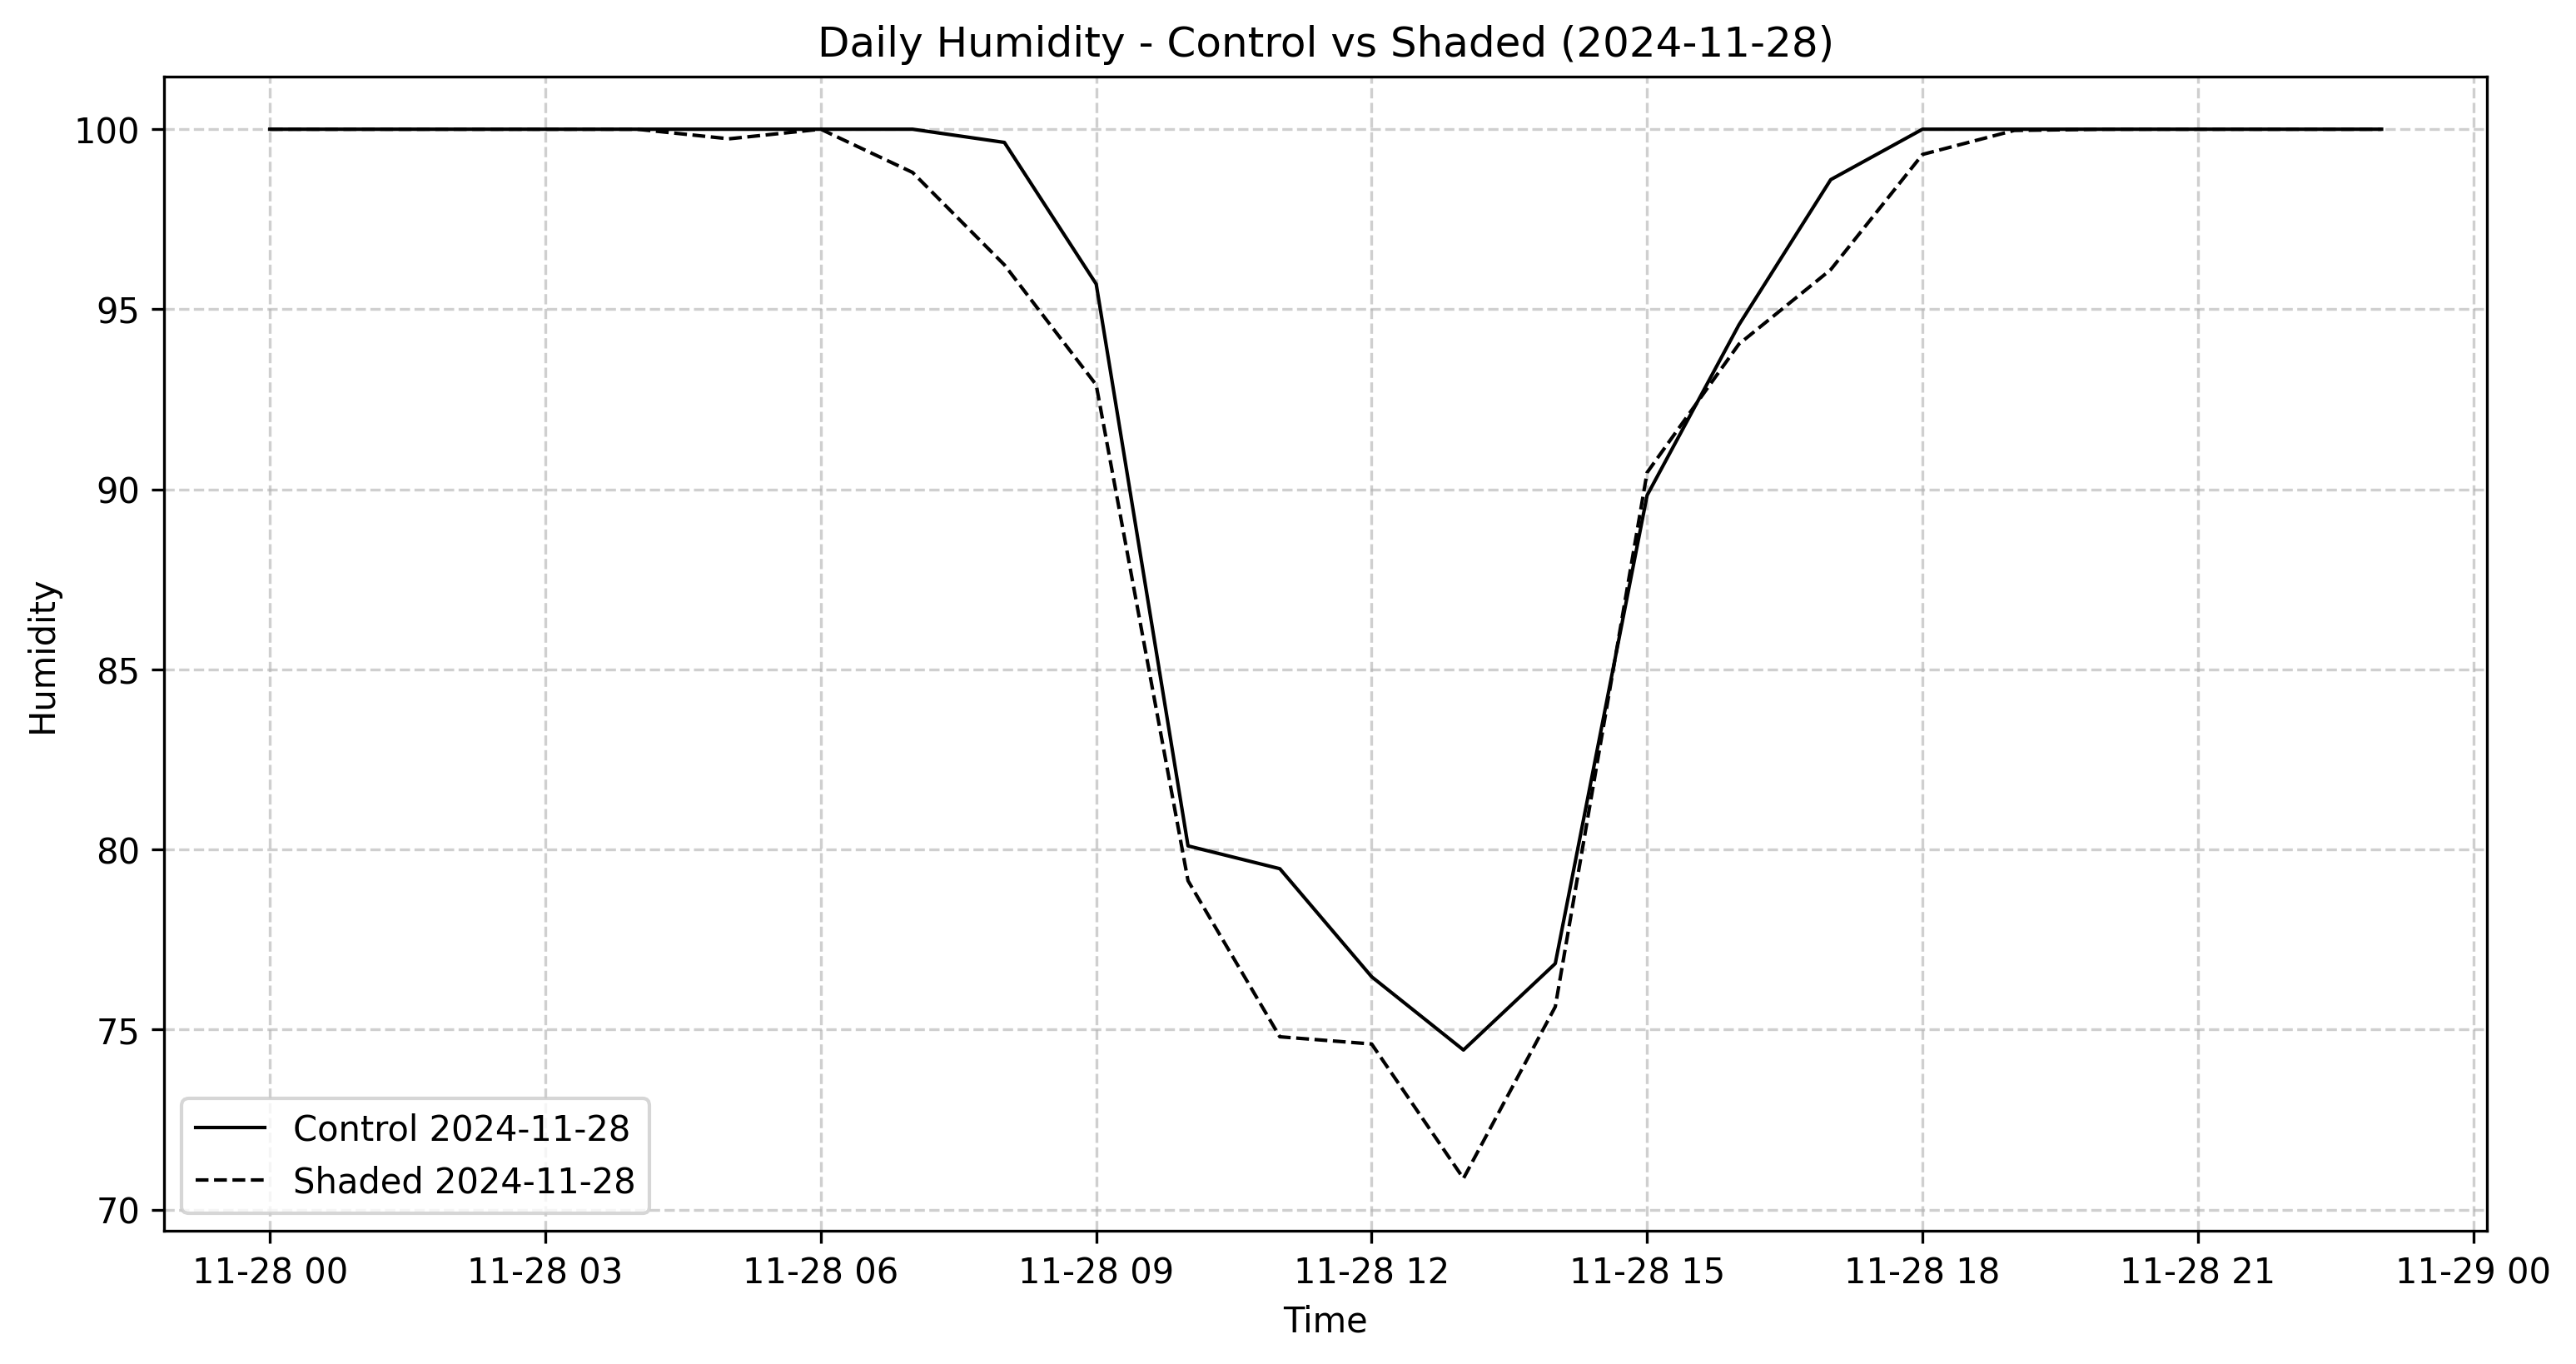 Daily Humidity - Control vs Shaded (2024-11-28)
100
95
90
85
80
75
70
Humidity
Control 2024-11-28
Shaded 2024-11-28
11-28 00 11-28 03 11-28 06 11-28 09 11-28 12 11-28 15 11-28 18 11-28 21 11-29 00
Time